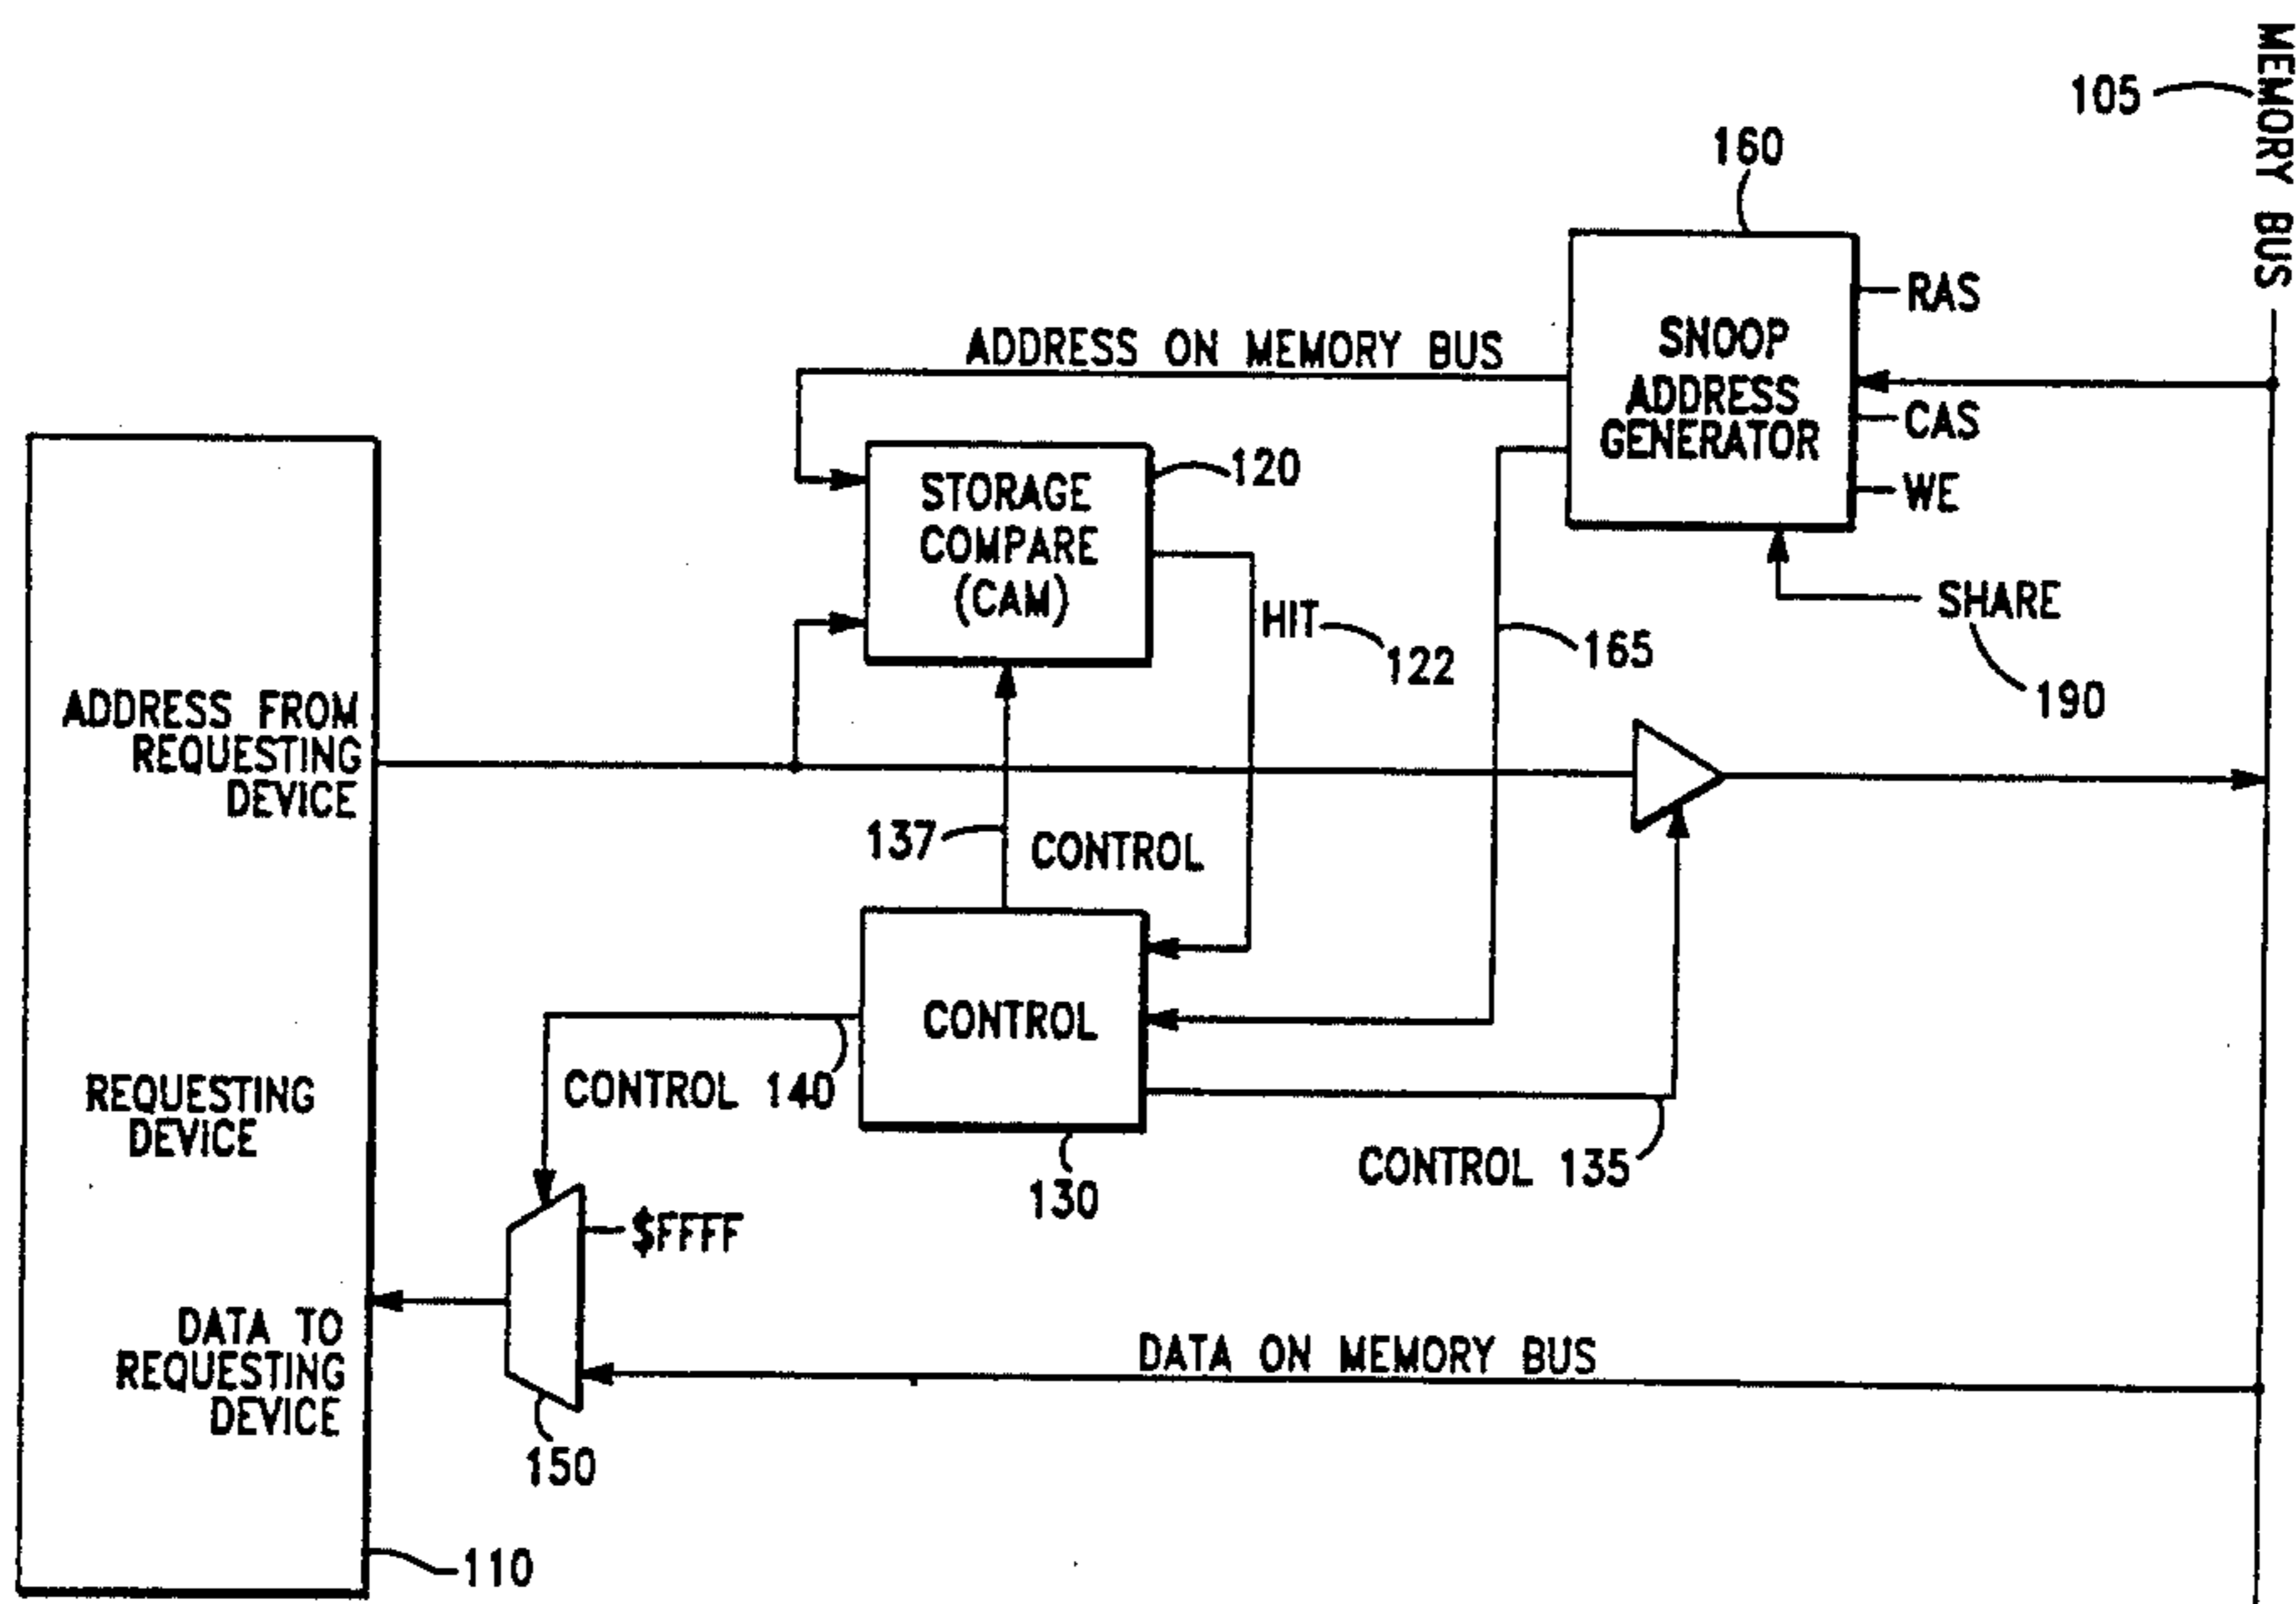 MEMORY BUS
105
160
RAS
SNOOP
ADDRESS
GENERATOR
CAS
WE
ADDRESS ON MEMORY BUS
120
STORAGE
COMPARE
(CAM)
HIT
122
165
SHARE
190
ADDRESS FROM
REQUESTING
DEVICE
137
CONTROL
CONTROL
CONTROL 140
REQUESTING
DEVICE
CONTROL 135
130
$FFFF
DATA TO
REQUESTING
DEVICE
DATA ON MEMORY BUS
150
110